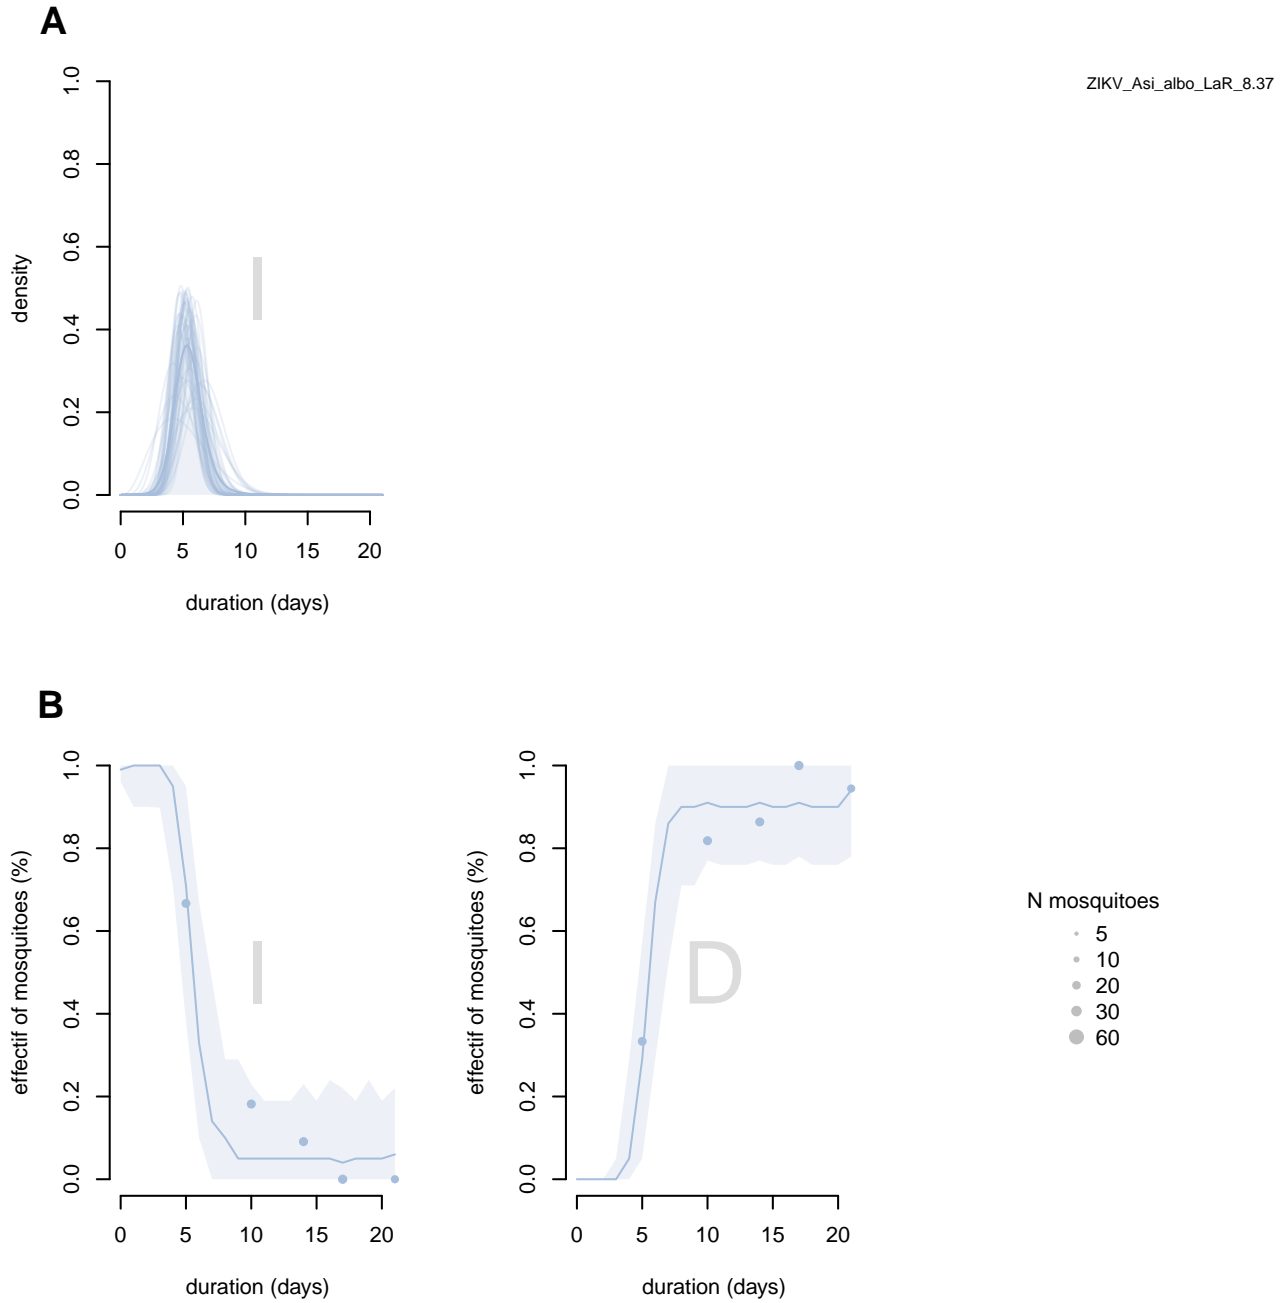 A
ZIKV_Asi_albo_LaR_8.37
density
0.0 0.2 0.4 0.6 0.8 1.0
I
0 5 10 15 20
duration (days)
B
effectif of mosquitoes (%)
0.0 0.2 0.4 0.6 0.8 1.0
I
0 5 10 15 20
duration (days)
effectif of mosquitoes (%)
0.0 0.2 0.4 0.6 0.8 1.0
D
0 5 10 15 20
duration (days)
N mosquitoes
5
10
20
30
60